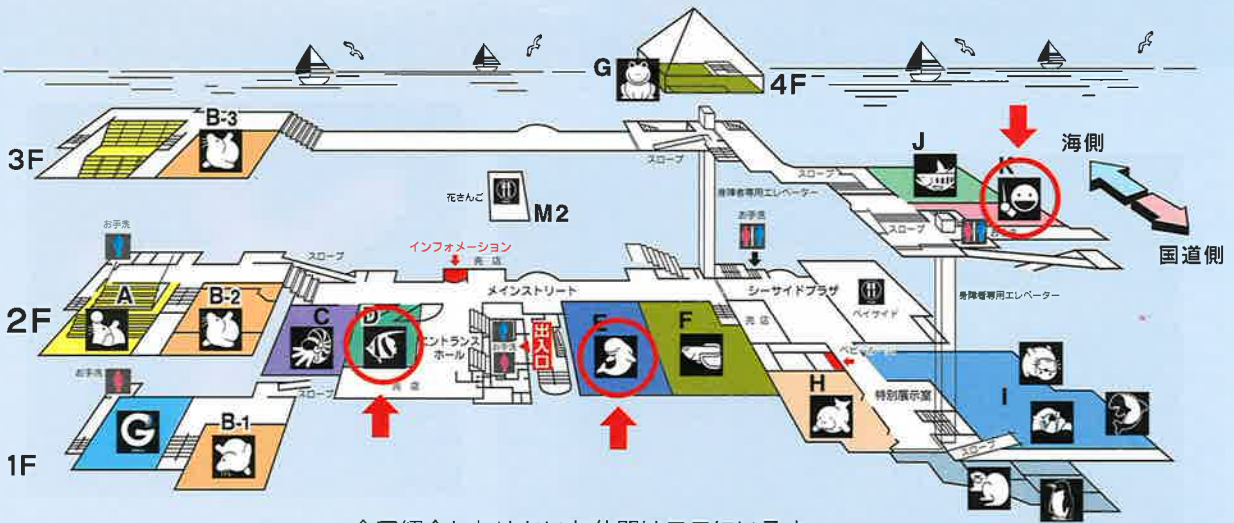 G
4F
B-3
3F
スロープ
J
K
海側
スロープ
花さんご
M2
身障者専用エレベーター
お手洗
お手洗
スロープ
国道側
インフォメーション
売店
スロープ
A
B-2
メインストリート
シーサイドプラザ
身障者専用エレベーター
2F
C
D
エントランスホール
お手洗
出入口
E
F
売店
ベイサイド
お手洗
売店
スロープ
H
特別展示室
I
G
B-1
1F
スロープ